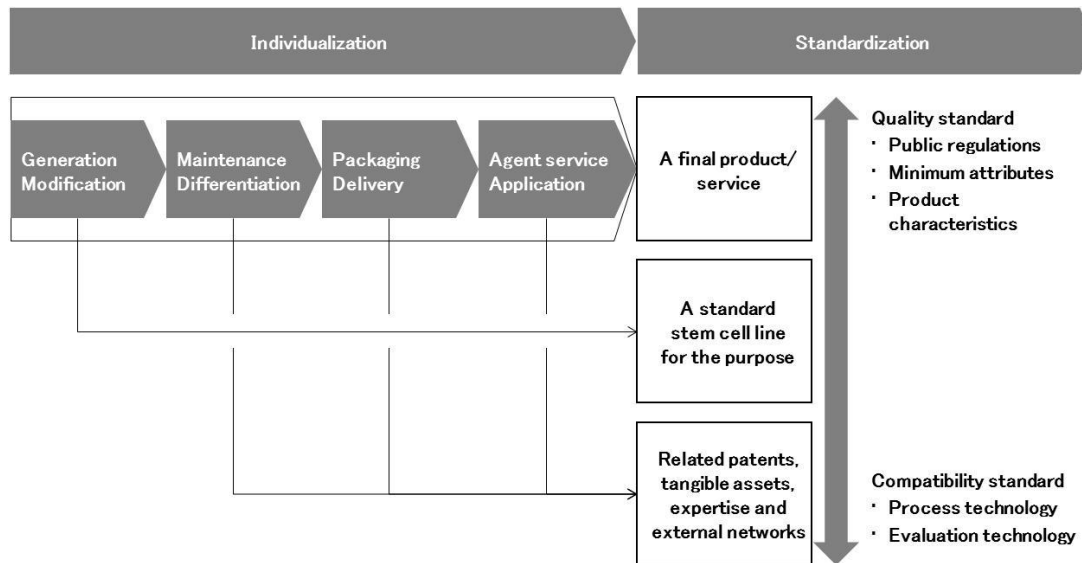 Individualization
Standardization
Generation
Modification
Maintenance
Differentiation
Packaging
Delivery
Agent service
Application
A final product/
service
Quality standard
・ Public regulations
・ Minimum attributes
・ Product
characteristics
A standard
stem cell line
for the purpose
Related patents,
tangible assets,
expertise and
external networks
Compatibility standard
・ Process technology
・ Evaluation technology